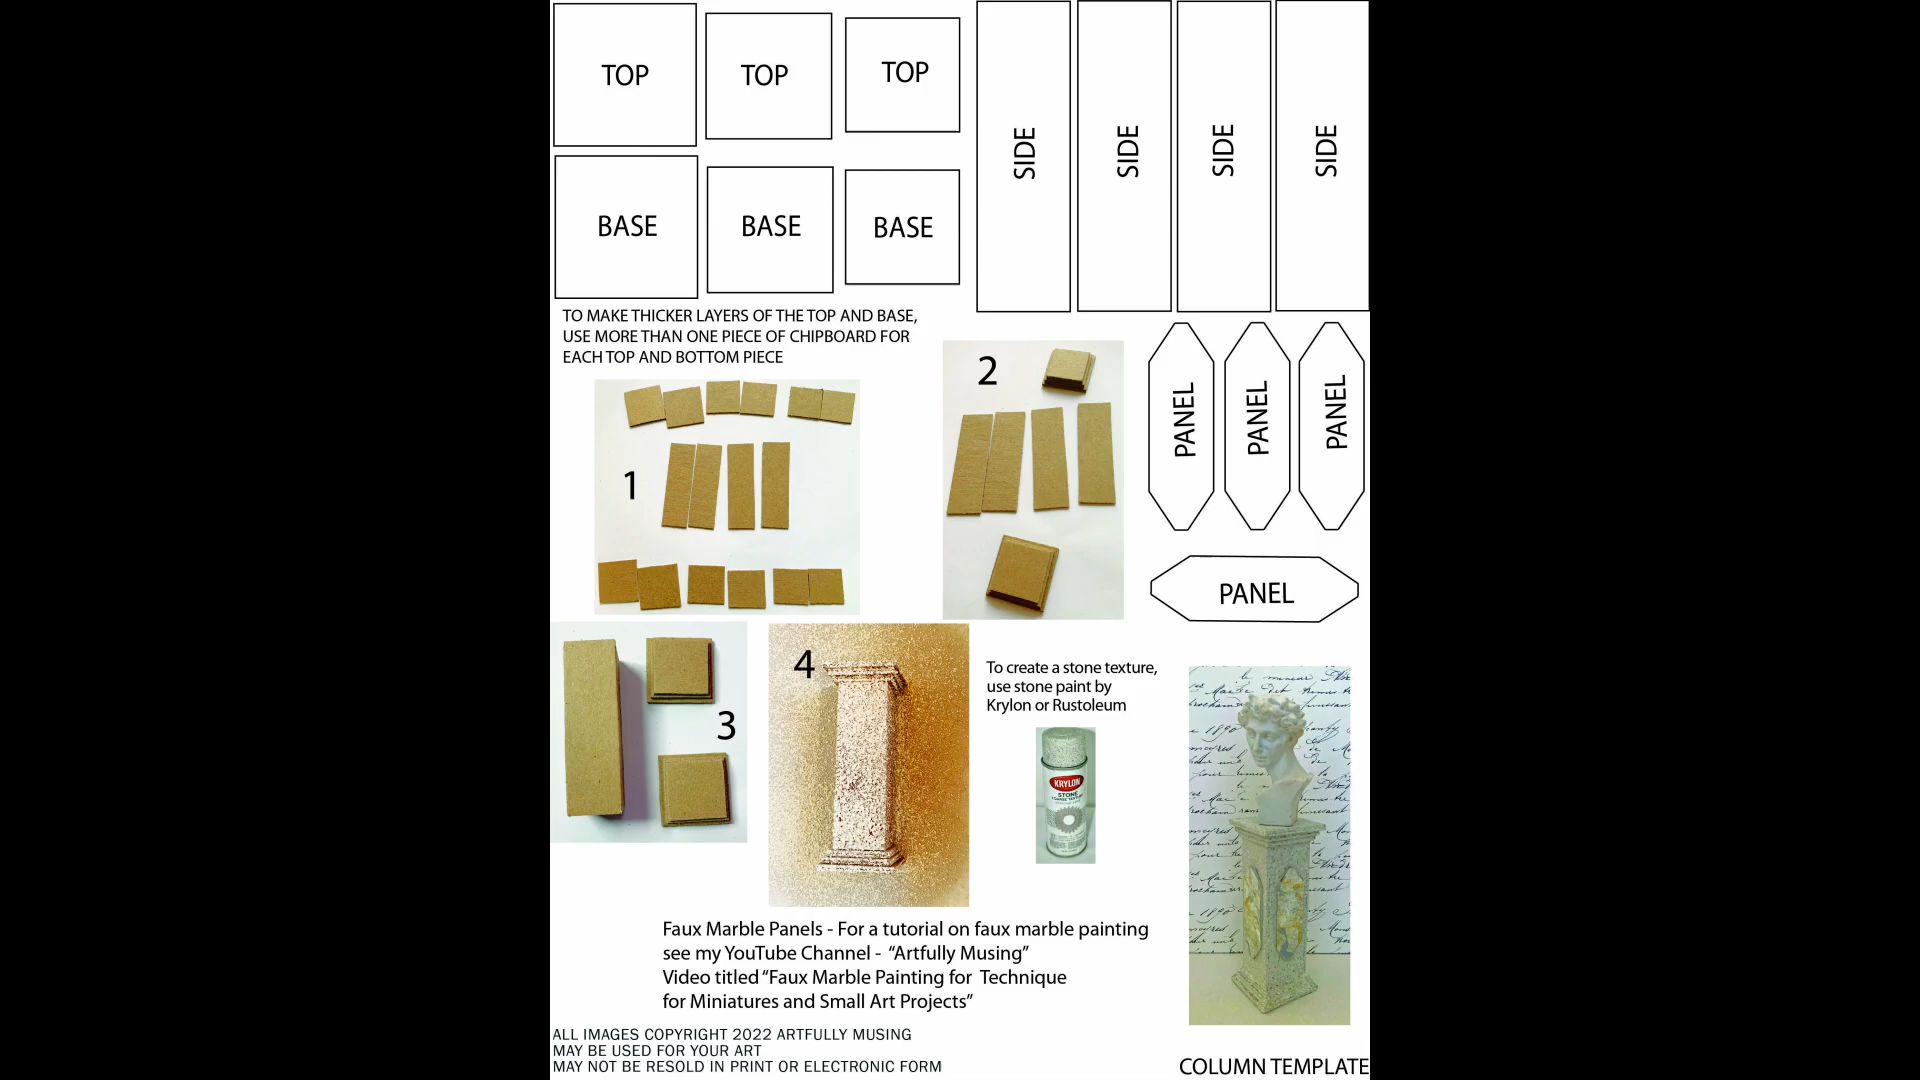 TOP
TOP
TOP
BASE
BASE
BASE
SIDE
SIDE
SIDE
SIDE
TO MAKE THICKER LAYERS OF THE TOP AND BASE,
USE MORE THAN ONE PIECE OF CHIPBOARD FOR
EACH TOP AND BOTTOM PIECE
PANEL
PANEL
PANEL
PANEL
1
2
3
4
To create a stone texture,
use stone paint by
Krylon or Rustoleum
KRYLON
STONE
Faux Marble Panels - For a tutorial on faux marble painting
see my YouTube Channel - “Artfully Musing”
Video titled “Faux Marble Painting for Technique
for Miniatures and Small Art Projects”
ALL IMAGES COPYRIGHT 2022 ARTFULLY MUSING
MAY BE USED FOR YOUR ART
MAY NOT BE RESOLD IN PRINT OR ELECTRONIC FORM
COLUMN TEMPLATE